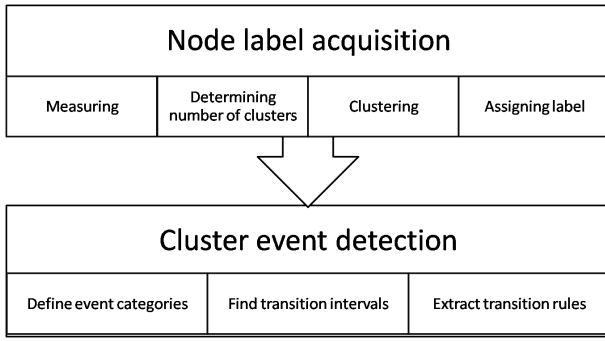 Node label acquisition
Measuring
Determining
number of clusters
Clustering
Assigning label
Cluster event detection
Define event categories
Find transition intervals
Extract transition rules